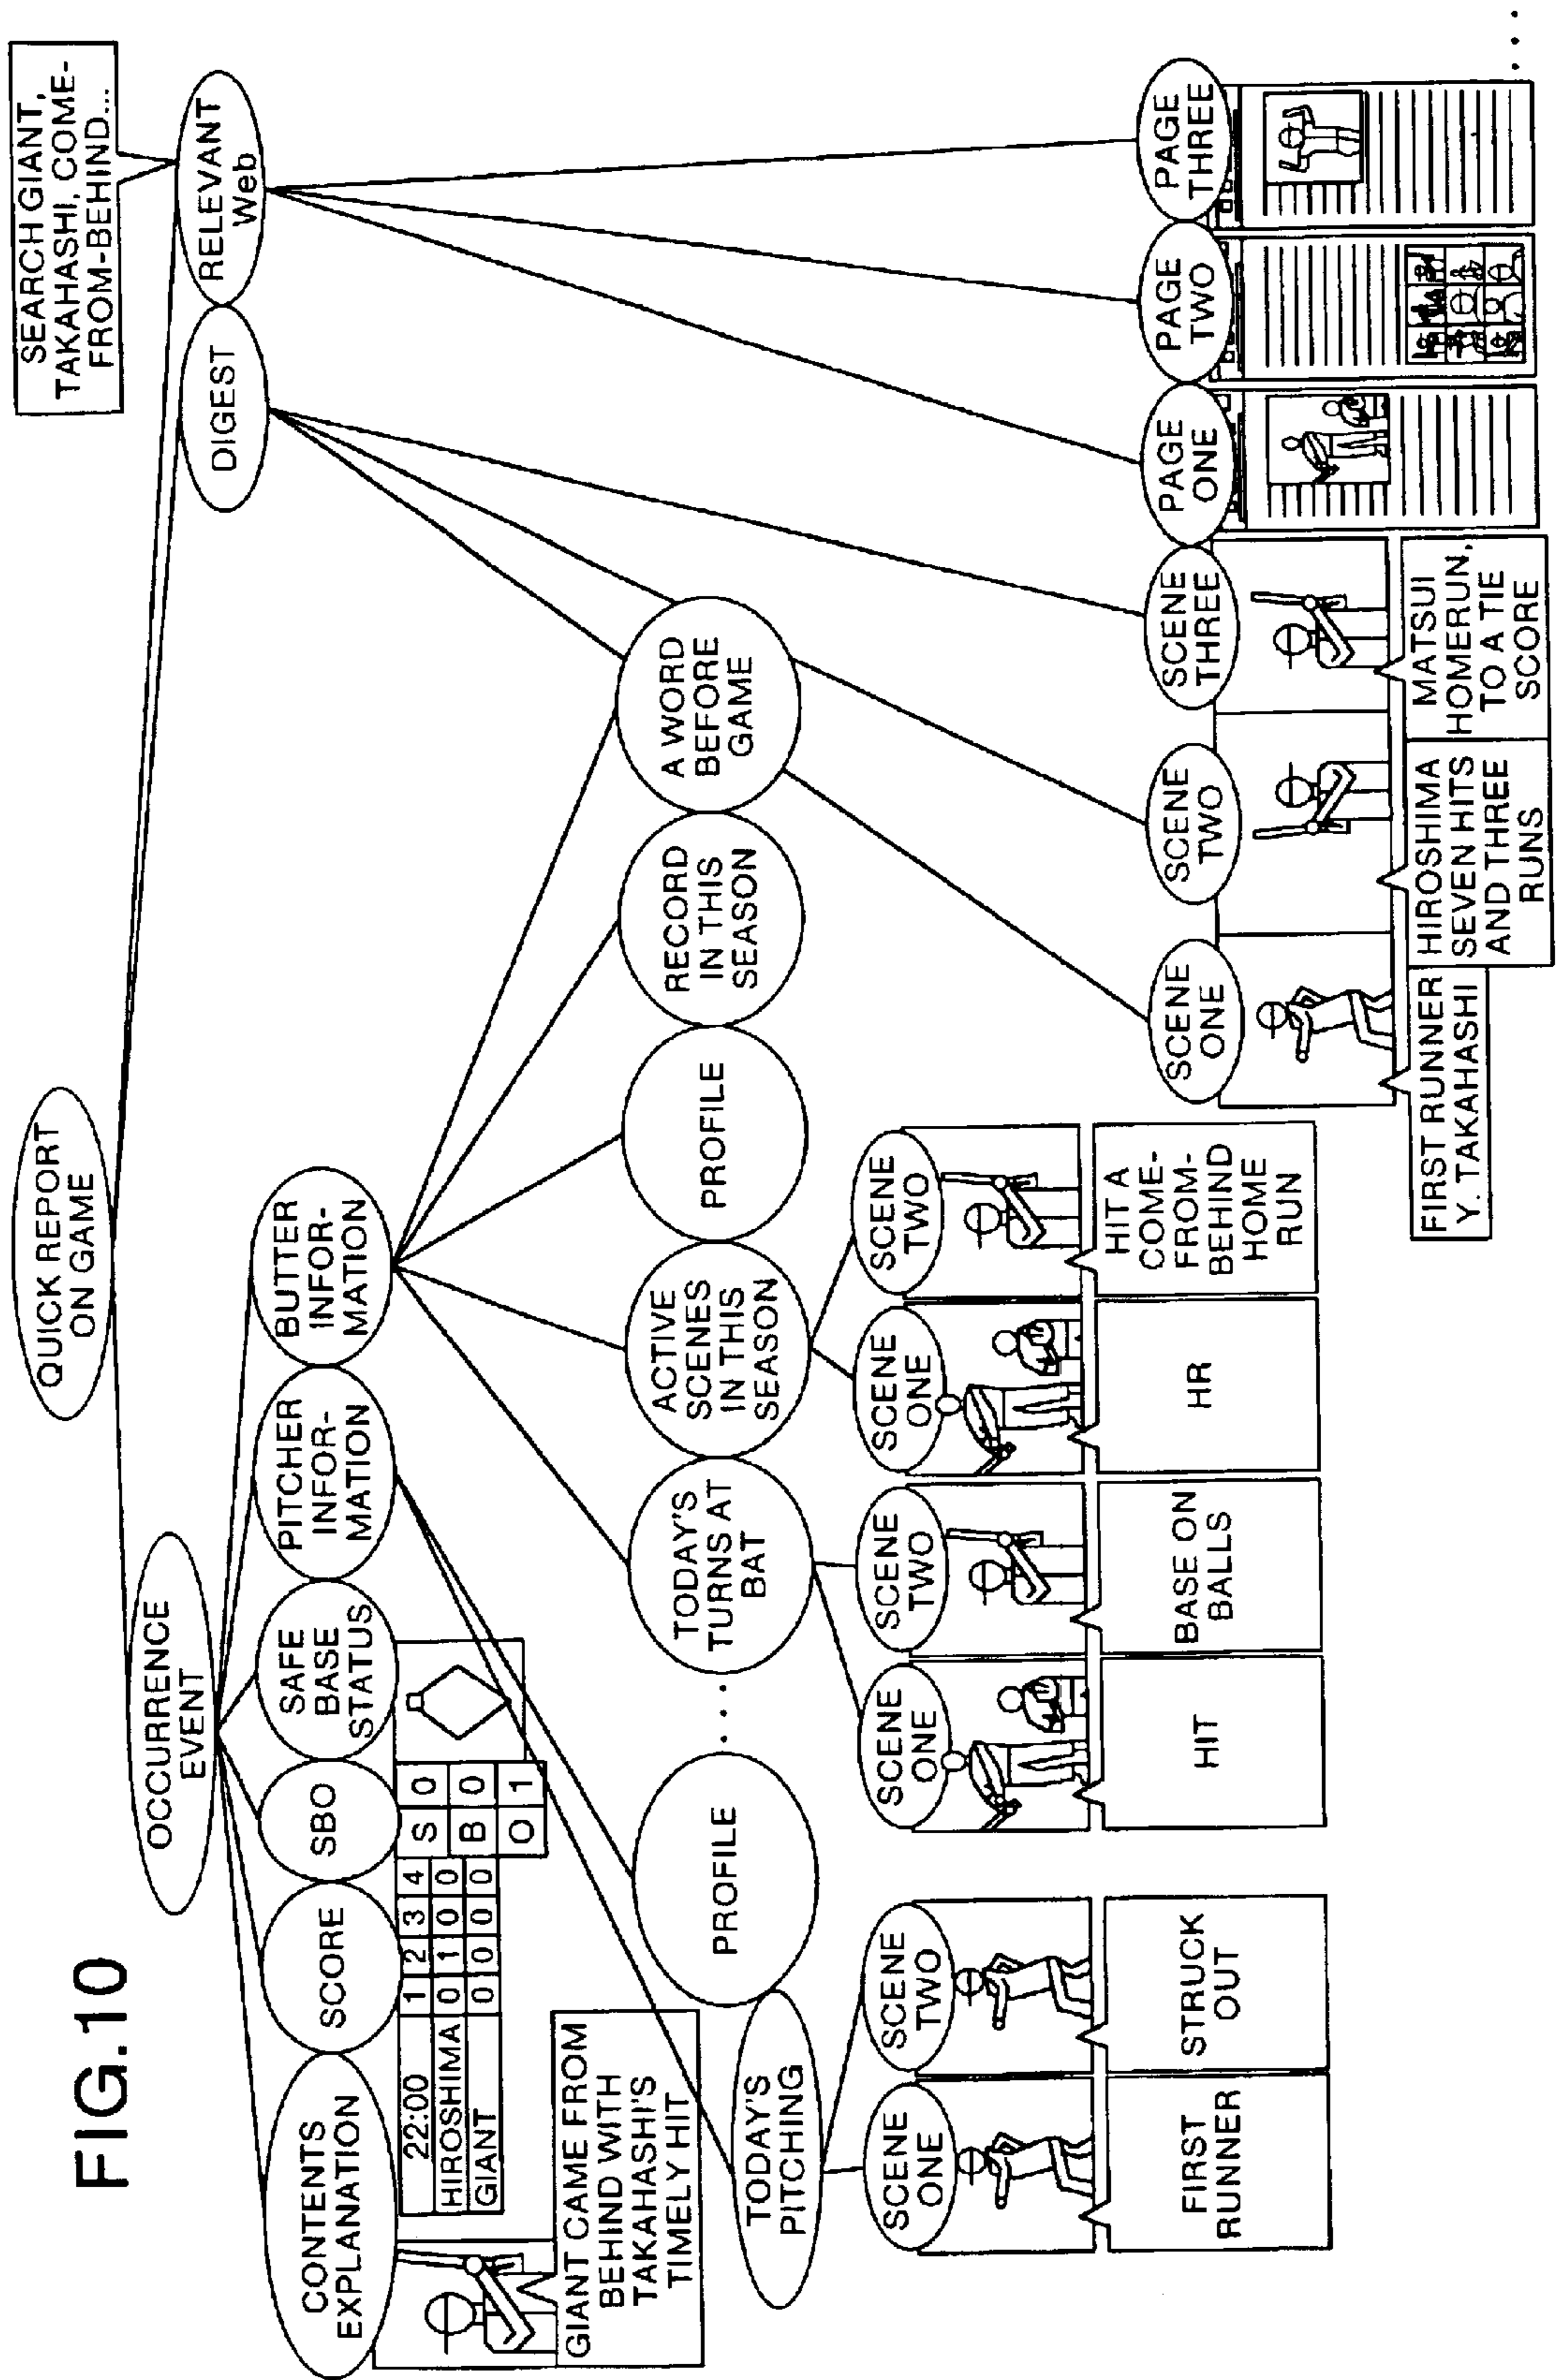 FIG.10
QUICK REPORT
ON GAME
SEARCH GIANT,
TAKAHASHI, COME-
FROM-BEHIND...
OCCURRENCE
EVENT
DIGEST
RELEVANT
Web
CONTENTS
EXPLANATION
SCORE
SBO
SAFE
BASE
STATUS
PITCHER
INFOR-
MATION
BUTTER
INFOR-
MATION
22:00 1 2 3 4
HIROSHIMA 0 1 0 0
GIANT 0 0 0 0
S 0
B 0
O 1
GIANT CAME FROM
BEHIND WITH
TAKAHASHI'S
TIMELY HIT
TODAY'S
PITCHING
PROFILE
....
TODAY'S
TURNS AT
BAT
ACTIVE
SCENES
IN THIS
SEASON
PROFILE
RECORD
IN THIS
SEASON
A WORD
BEFORE
GAME
SCENE
ONE
FIRST
RUNNER
SCENE
TWO
STRUCK
OUT
SCENE
ONE
HIT
SCENE
TWO
BASE ON
BALLS
SCENE
ONE
HR
SCENE
TWO
HIT A
COME-
FROM-
BEHIND
HOME
RUN
SCENE
ONE
FIRST RUNNER
Y. TAKAHASHI
SCENE
TWO
HIROSHIMA
SEVEN HITS
AND THREE
RUNS
SCENE
THREE
MATSUI
HOMERUN,
TO A TIE
SCORE
PAGE
ONE
PAGE
TWO
PAGE
THREE
...